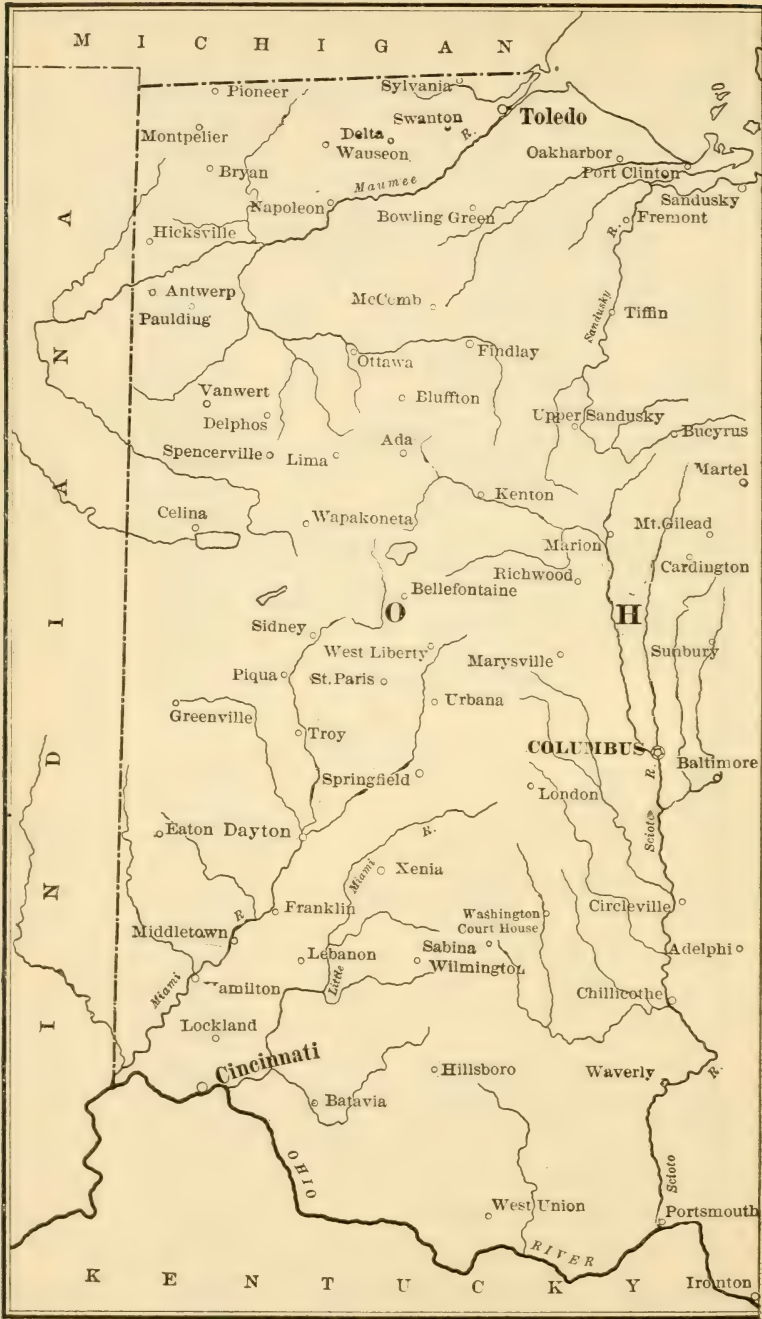 MICHIGAN
Pioneer
Sylvania
Swanton
Toledo
Montpelier
Delta
Wauseon
R.
Oakharbor
Bryan
Maumee
Port Clinton
Napoleon
Bowling Green
Sandusky
R.
Fremont
Hicksville
Antwerp
McComb
Paulding
Sandusky
Tiffin
Ottawa
Findlay
Vanwert
Bluffton
Delphos
Upper Sandusky
Bucyrus
Spencerville
Lima
Ada
Martel
Kenton
Celina
Wapakoneta
Mt. Gilead
Marion
Cardington
Richwood
Bellefontaine
O
H
Sidney
West Liberty
Marysville
Sunbury
Piqua
St. Paris
Greenville
Urbana
Troy
COLUMBUS
R.
Baltimore
Springfield
London
Scioto
Eaton
Dayton
R.
Miami
Xenia
Franklin
Washington
Court House
Circleville
R
Middletown
Lebanon
Sabina
Adelphi
Wilmington
Little
Miami
Hamilton
Chillicothe
Lockland
Cincinnati
Hillsboro
Waverly
R.
Batavia
OHIO
Scioto
West Union
Portsmouth
RIVER
INDIANA
KENTUCKY
Ironton